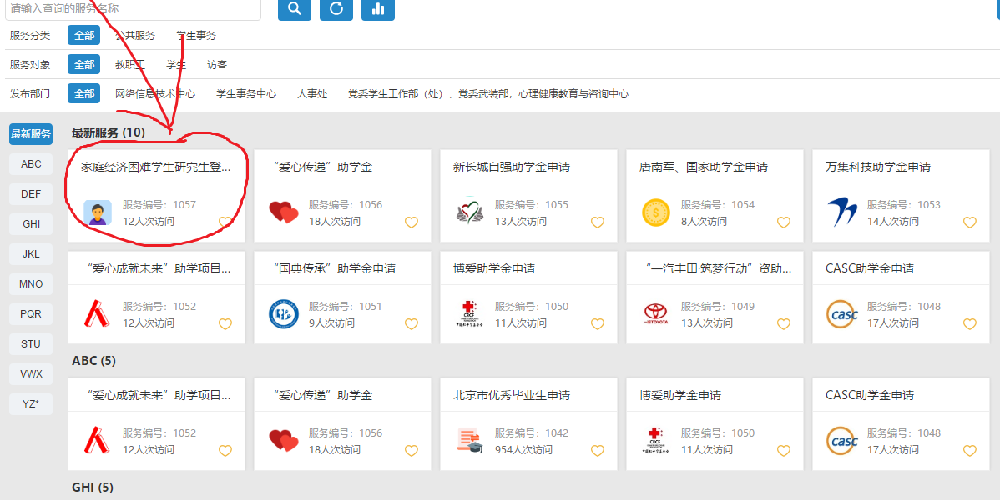 请输入查询的服务名称
服务分类 全部 公共服务 学生事务
服务对象 全部 教职工 学生 访客
发布部门 全部 网络信息技术中心 学生事务中心 人事处 党委学生工作部（处）、党委武装部，心理健康教育与咨询中心
最新服务
ABC
DEF
GHI
JKL
MNO
PQR
STU
VWX
YZ*
最新服务 (10)
家庭经济困难学生研究生登...
服务编号：1057
12人次访问
“爱心传递”助学金
服务编号：1056
18人次访问
新长城自强助学金申请
服务编号：1055
13人次访问
唐南军、国家助学金申请
服务编号：1054
8人次访问
万集科技助学金申请
服务编号：1053
14人次访问
“爱心成就未来”助学项目...
服务编号：1052
12人次访问
“国典传承”助学金申请
服务编号：1051
9人次访问
博爱助学金申请
CRCF
服务编号：1050
11人次访问
“一汽丰田·筑梦行动”资助...
服务编号：1049
13人次访问
CASC助学金申请
casc
服务编号：1048
17人次访问
ABC (5)
“爱心成就未来”助学项目...
服务编号：1052
12人次访问
“爱心传递”助学金
服务编号：1056
18人次访问
北京市优秀毕业生申请
服务编号：1042
954人次访问
博爱助学金申请
CRCF
服务编号：1050
11人次访问
CASC助学金申请
casc
服务编号：1048
17人次访问
GHI (5)